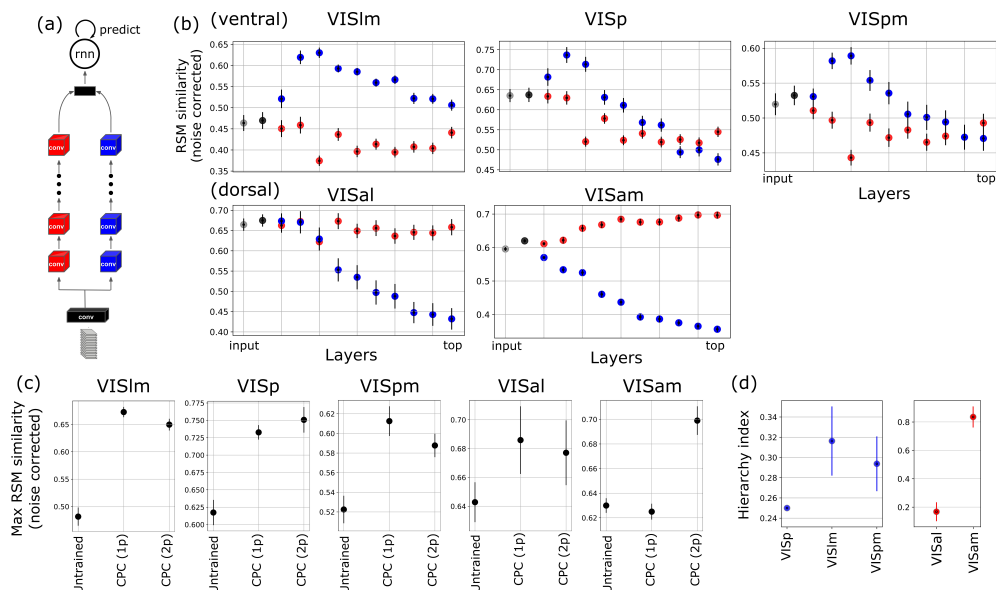 (a)
predict
rnn
conv conv
conv conv
conv conv
conv
(b) (ventral)
VISlm VISp VISpm
RSM similarity
(noise corrected)
0.65
0.60
0.55
0.50
0.45
0.40
0.35
0.75
0.70
0.65
0.60
0.55
0.50
0.45
0.60
0.55
0.50
0.45
input top
Layers
(dorsal)
VISal VISam
0.70
0.65
0.60
0.55
0.50
0.45
0.40
0.7
0.6
0.5
0.4
input top
Layers
input top
Layers
(c)
VISlm VISp VISpm VISal VISam
Max RSM similarity
(noise corrected)
0.65
0.60
0.55
0.50
Untrained CPC (1p) CPC (2p)
0.775
0.750
0.725
0.700
0.675
0.650
0.625
0.600
Untrained CPC (1p) CPC (2p)
0.62
0.60
0.58
0.56
0.54
0.52
Untrained CPC (1p) CPC (2p)
0.70
0.68
0.66
0.64
Untrained CPC (1p) CPC (2p)
0.70
0.68
0.66
0.64
0.62
Untrained CPC (1p) CPC (2p)
(d)
Hierarchy index
0.34
0.32
0.30
0.28
0.26
0.24
VISp VISlm VISpm
0.8
0.6
0.4
0.2
VISal VISam